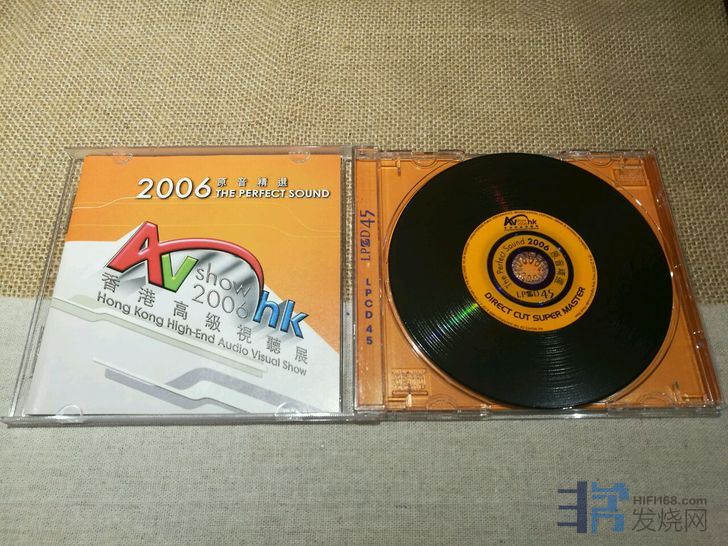 2006 原音精選
THE PERFECT SOUND
AV show 2006 hk
香港高級視聽展
Hong Kong High-End Audio Visual Show
LPCD45
LPCD 45
AV hk
The Perfect Sound 2006 原音精選
LPCD45
DIRECT CUT SUPER MASTER
HIFI168.com
发烧网